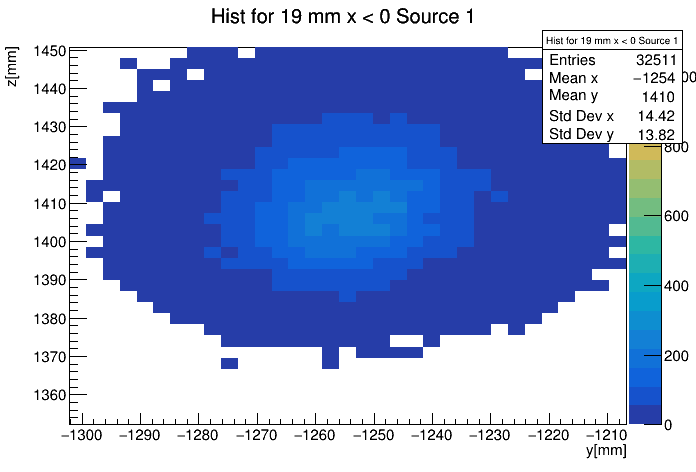 Hist for 19 mm x < 0 Source 1
z[mm]
1450
1440
1430
1420
1410
1400
1390
1380
1370
1360
−1300 −1290 −1280 −1270 −1260 −1250 −1240 −1230 −1220 −1210
y[mm]
Hist for 19 mm x < 0 Source 1
Entries 32511
Mean x −1254
Mean y 1410
Std Dev x 14.42
Std Dev y 13.82
800
600
400
200
0